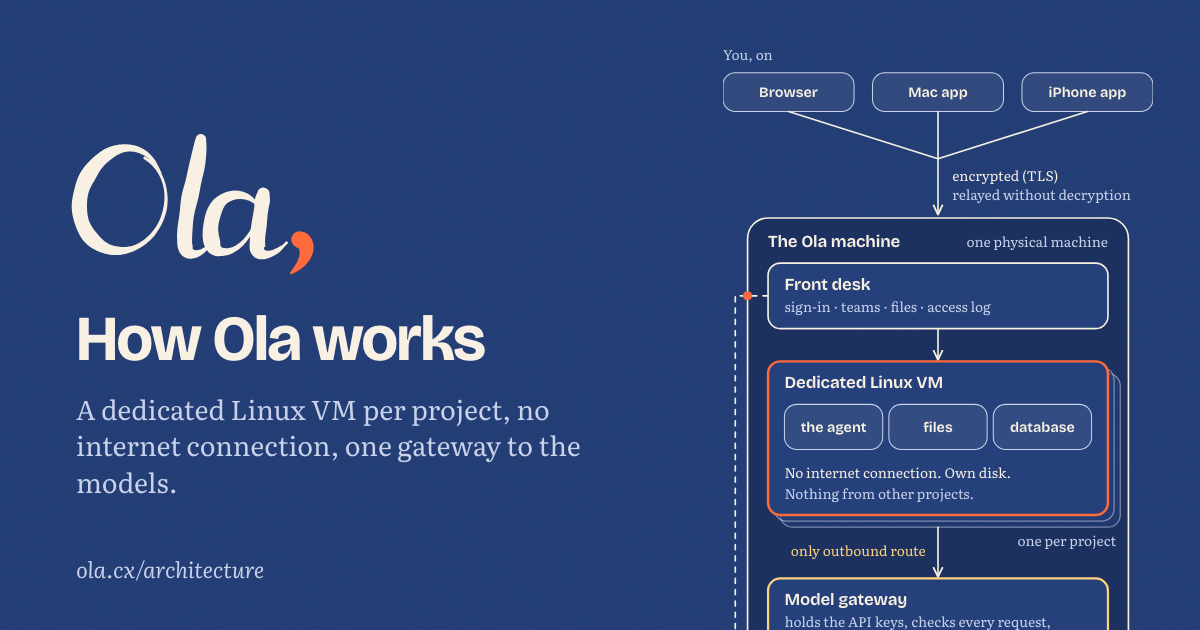 Ola,
How Ola works
A dedicated Linux VM per project, no
internet connection, one gateway to the
models.
ola.cx/architecture
You, on
Browser
Mac app
iPhone app
encrypted (TLS)
relayed without decryption
The Ola machine
one physical machine
Front desk
sign-in · teams · files · access log
Dedicated Linux VM
the agent
files
database
No internet connection. Own disk.
Nothing from other projects.
one per project
only outbound route
Model gateway
holds the API keys, checks every request,